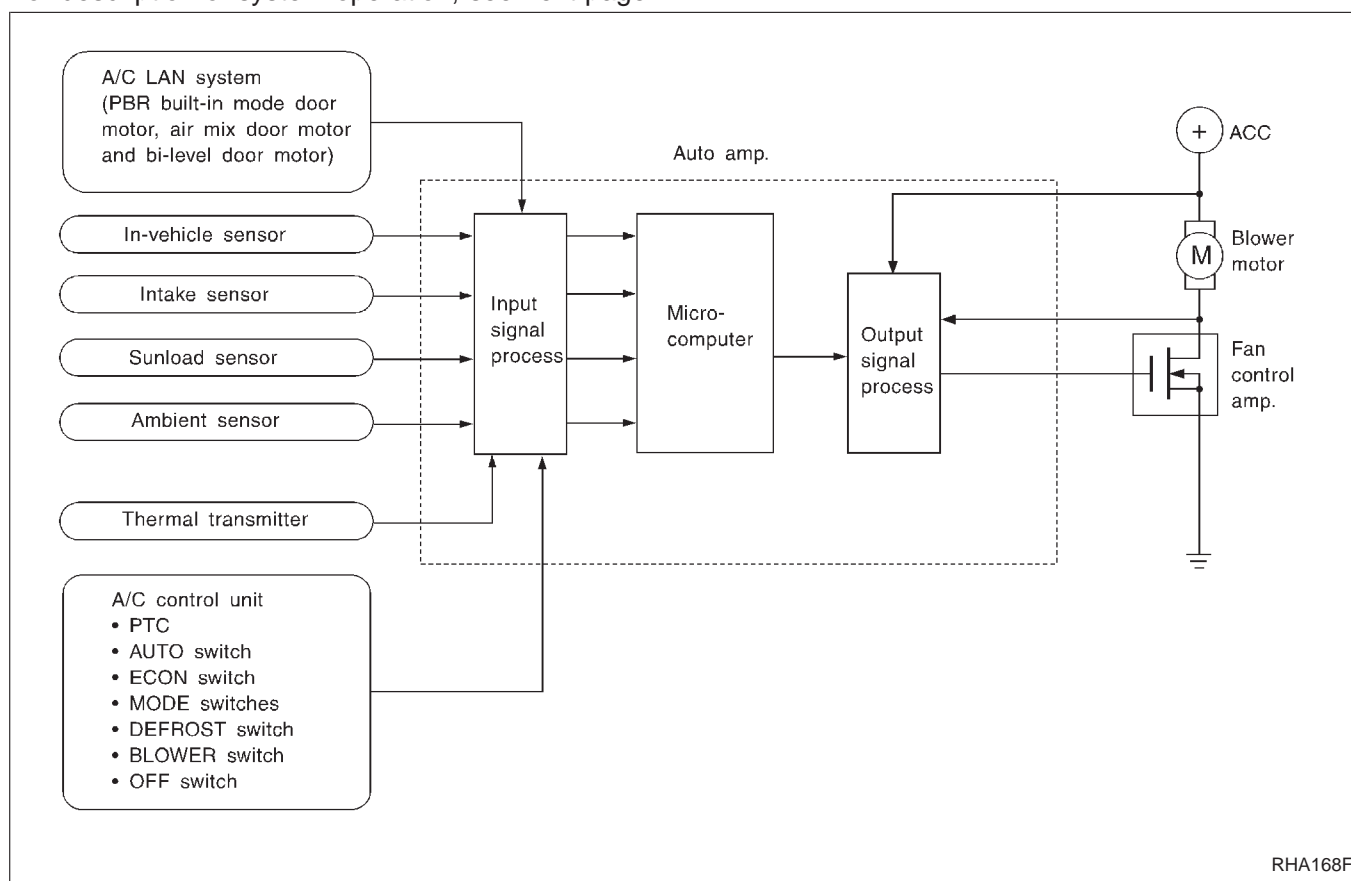 A/C LAN system
(PBR built-in mode door
motor, air mix door motor
and bi-level door motor)
In-vehicle sensor
Intake sensor
Sunload sensor
Ambient sensor
Thermal transmitter
A/C control unit
• PTC
• AUTO switch
• ECON switch
• MODE switches
• DEFROST switch
• BLOWER switch
• OFF switch
Auto amp.
Input
signal
process
Micro-
computer
Output
signal
process
+
ACC
M
Blower
motor
Fan
control
amp.
RHA168F